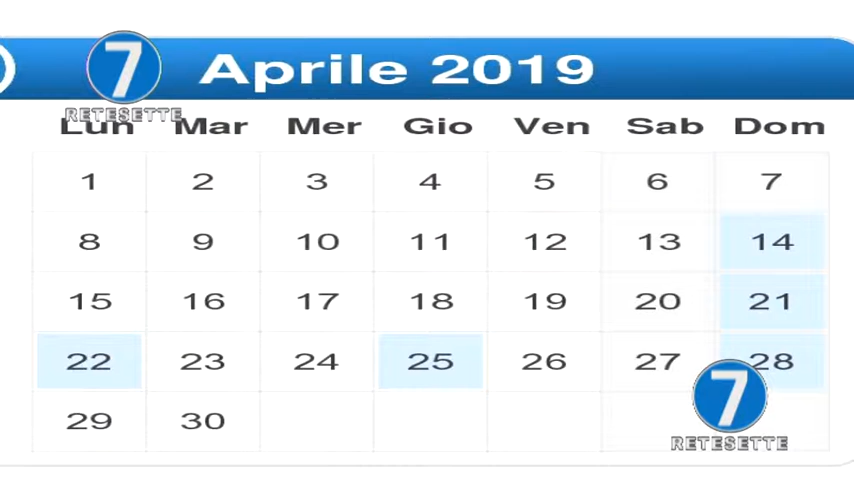 7 Aprile 2019
RETESETTE
Lun Mar Mer Gio Ven Sab Dom
1 2 3 4 5 6 7
8 9 10 11 12 13 14
15 16 17 18 19 20 21
22 23 24 25 26 27 28
29 30
7
RETESETTE